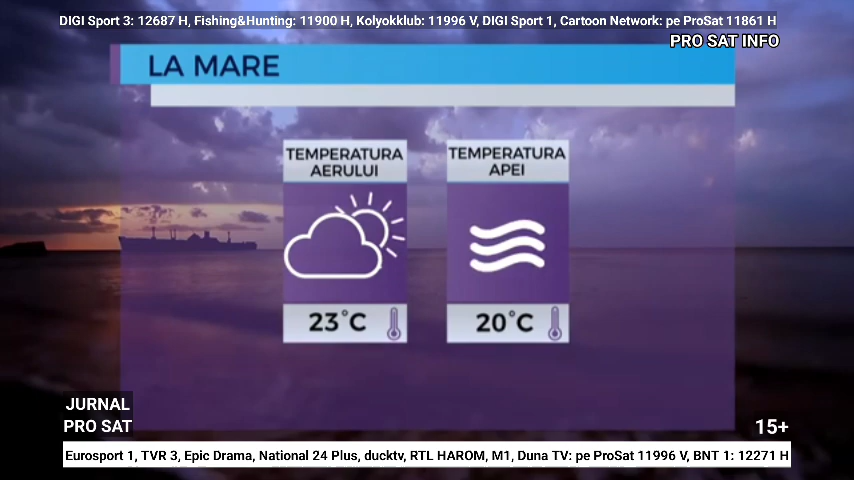 DIGI Sport 3: 12687 H, Fishing&Hunting: 11900 H, Kolyokklub: 11996 V, DIGI Sport 1, Cartoon Network: pe ProSat 11861 H
PRO SAT INFO
LA MARE
TEMPERATURA
AERULUI
23°C
TEMPERATURA
APEI
20°C
JURNAL
PRO SAT
15+
Eurosport 1, TVR 3, Epic Drama, National 24 Plus, ducktv, RTL HAROM, M1, Duna TV: pe ProSat 11996 V, BNT 1: 12271 H